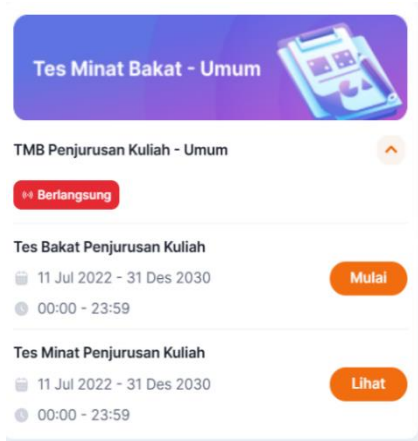 Tes Minat Bakat - Umum
TMB Penjurusan Kuliah - Umum
Berlangsung
Tes Bakat Penjurusan Kuliah
11 Jul 2022 - 31 Des 2030
Mulai
00:00 - 23:59
Tes Minat Penjurusan Kuliah
11 Jul 2022 - 31 Des 2030
Lihat
00:00 - 23:59